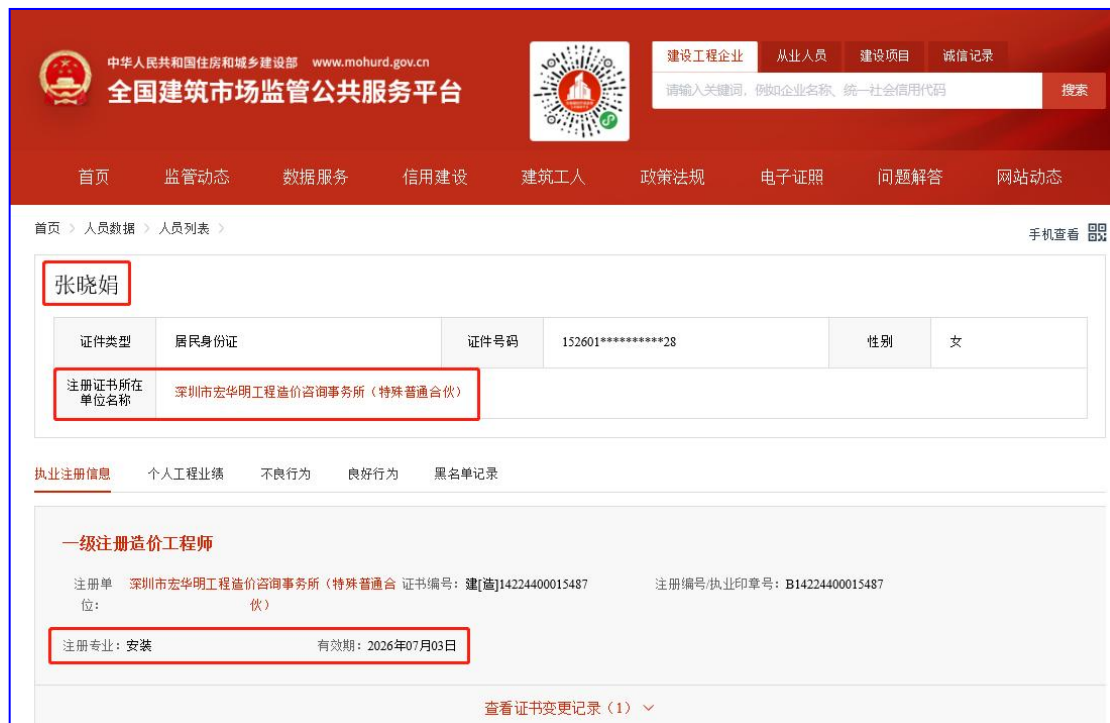 中华人民共和国住房和城乡建设部 www.mohurd.gov.cn
全国建筑市场监管公共服务平台
建设工程企业 从业人员 建设项目 诚信记录
请输入关键词，例如企业名称、统一社会信用代码 搜索
首页 监管动态 数据服务 信用建设 建筑工人 政策法规 电子证照 问题解答 网站动态
首页 > 人员数据 > 人员列表 >
手机查看
张晓娟
证件类型 居民身份证 证件号码 152601**********28 性别 女
注册证书所在
单位名称
深圳市宏华明工程造价咨询事务所（特殊普通合伙）
执业注册信息 个人工程业绩 不良行为 良好行为 黑名单记录
一级注册造价工程师
注册单 深圳市宏华明工程造价咨询事务所（特殊普通合 证书编号：建[造]14224400015487 注册编号/执业印章号：B14224400015487
位： 伙）
注册专业：安装 有效期：2026年07月03日
查看证书变更记录（1）